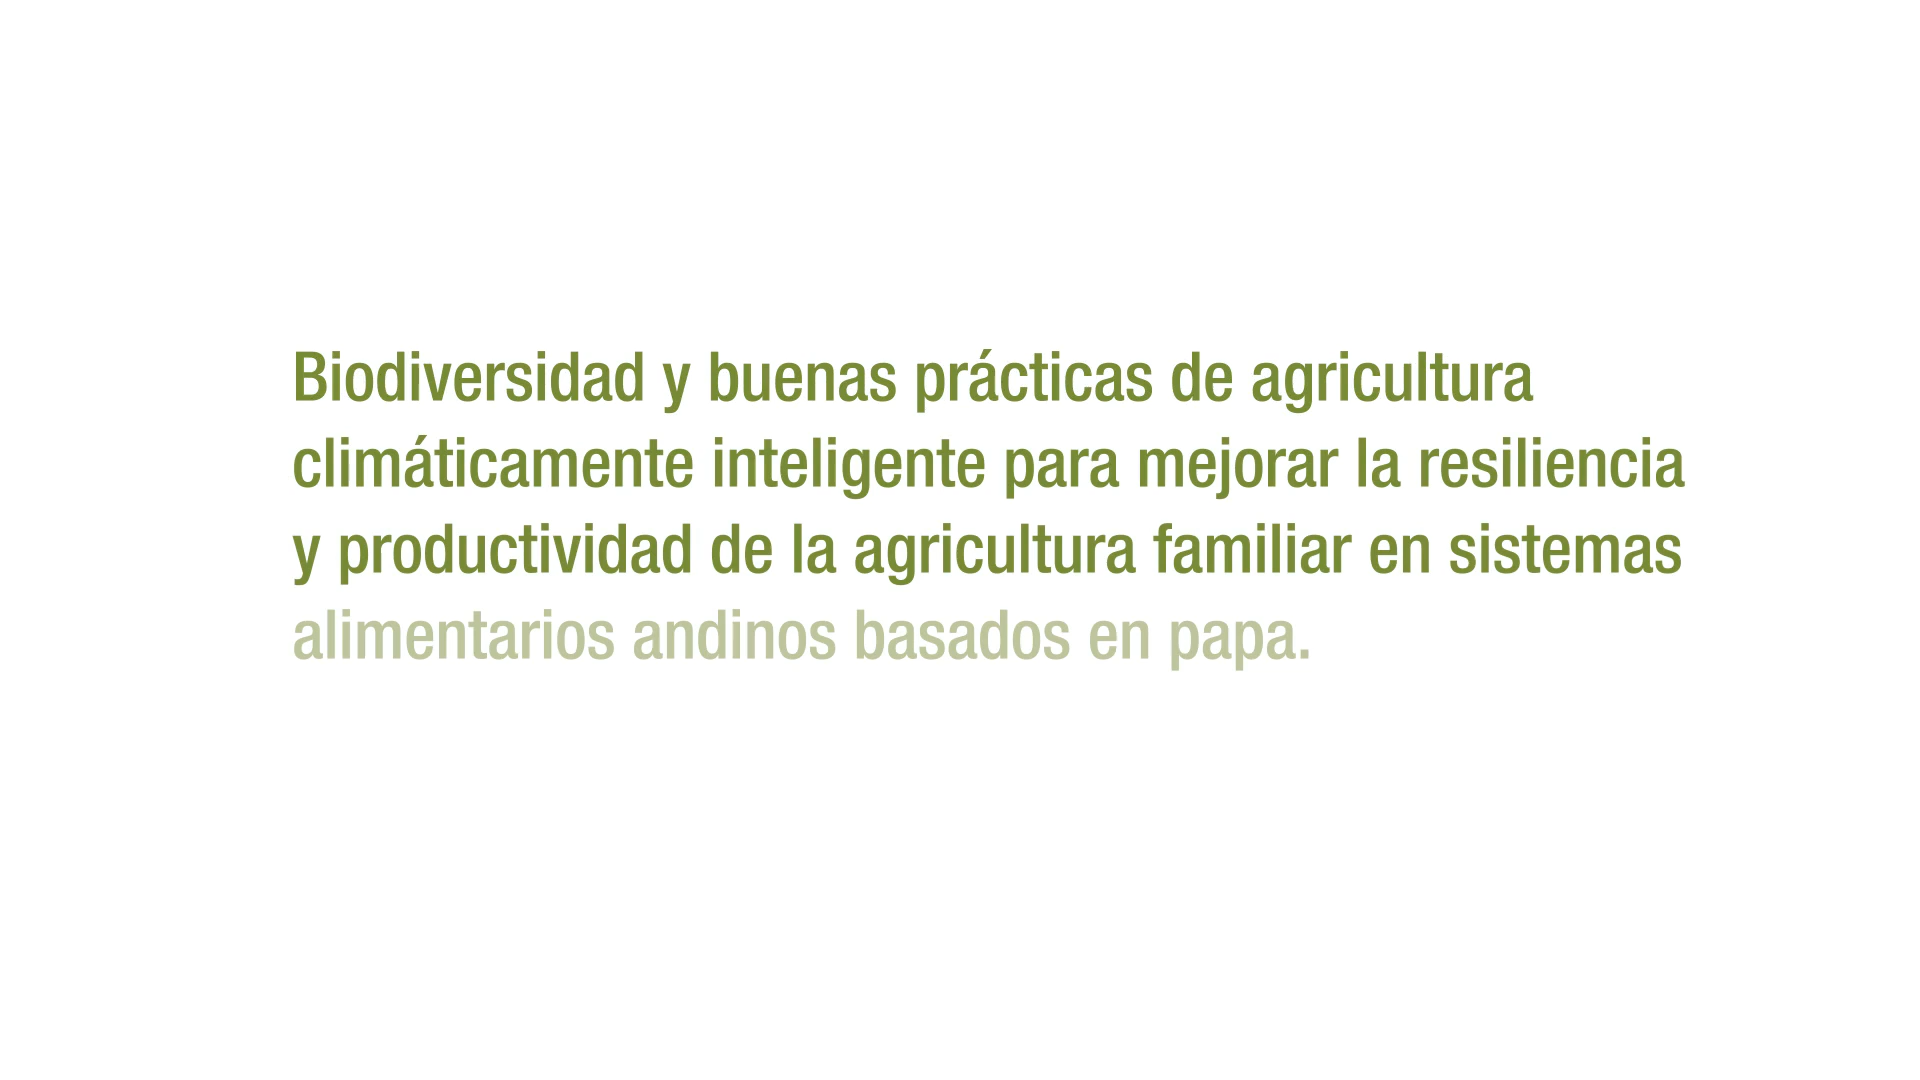 Biodiversidad y buenas prácticas de agricultura
climáticamente inteligente para mejorar la resiliencia
y productividad de la agricultura familiar en sistemas
alimentarios andinos basados en papa.